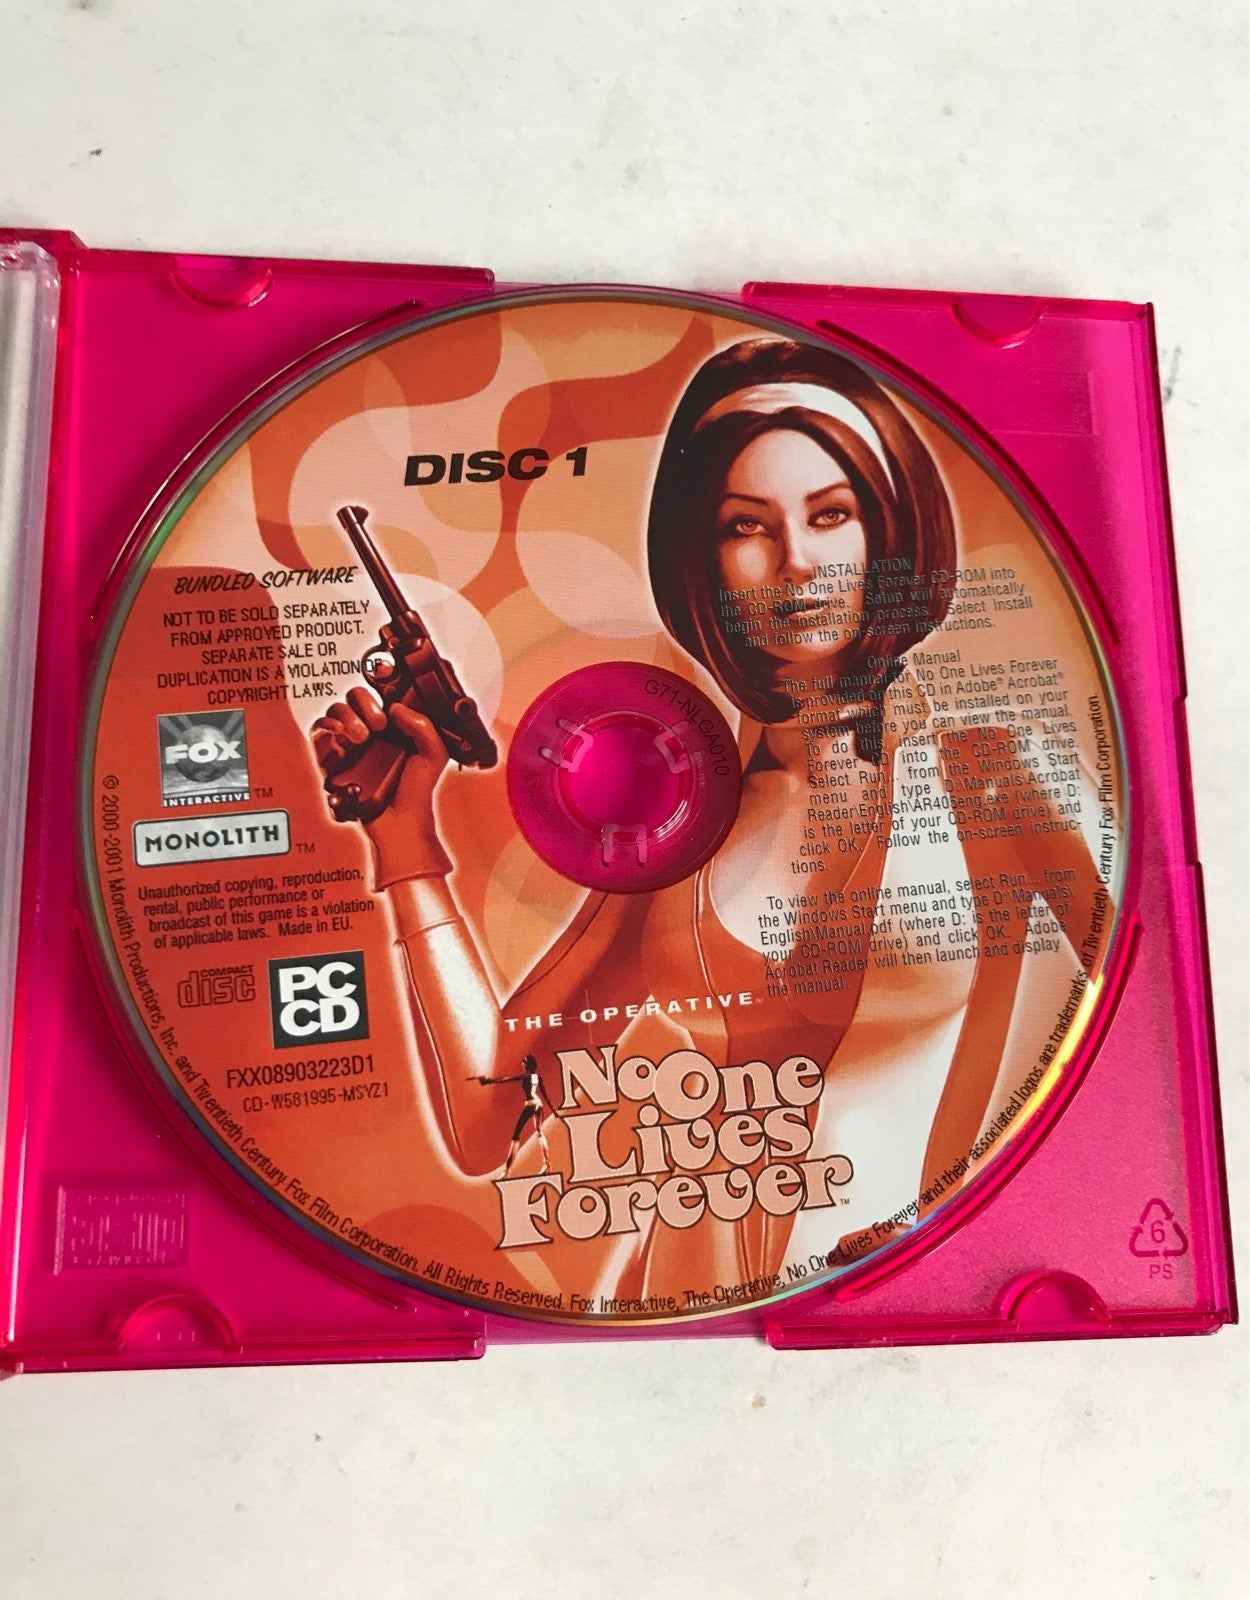 DISC 1
BUNDLED SOFTWARE
NOT TO BE SOLD SEPARATELY
FROM APPROVED PRODUCT.
SEPARATE SALE OR
DUPLICATION IS A VIOLATION OF
COPYRIGHT LAWS.
FOX
INTERACTIVE™
MONOLITH™
Unauthorized copying, reproduction,
rental, public performance or
broadcast of this game is a violation
of applicable laws. Made in EU.
COMPACT
disc
PC
CD
FXX08903223D1
CD-W581995-MSYZ1
INSTALLATION
Insert the No One Lives Forever CD-ROM into
the CD-ROM drive. Setup will automatically
begin the installation process. Select Install
and follow the on-screen instructions.
Online Manual
The full manual for No One Lives Forever
is provided on this CD in Adobe® Acrobat®
format which must be installed on your
system before you can view the manual.
To do this, insert the No One Lives
Forever CD into the CD-ROM drive.
Select Run... from the Windows Start
menu and type D:\Manuals\Acrobat
Reader\English\AR405eng.exe (where D:
is the letter of your CD-ROM drive) and
click OK. Follow the on-screen instruc-
tions.
To view the online manual, select Run... from
the Windows Start menu and type D:\Manuals\
English\Manual.pdf (where D: is the letter of
your CD-ROM drive) and click OK. Adobe
Acrobat Reader will then launch and display
the manual.
G71-NLGA010
THE OPERATIVE™
No One
Lives
Forever™
© 2000-2001 Monolith Productions, Inc. and Twentieth Century Fox Film Corporation. All Rights Reserved. Fox Interactive, The Operative, No One Lives Forever and their associated logos are trademarks of Twentieth Century Fox Film Corporation.
6
PS